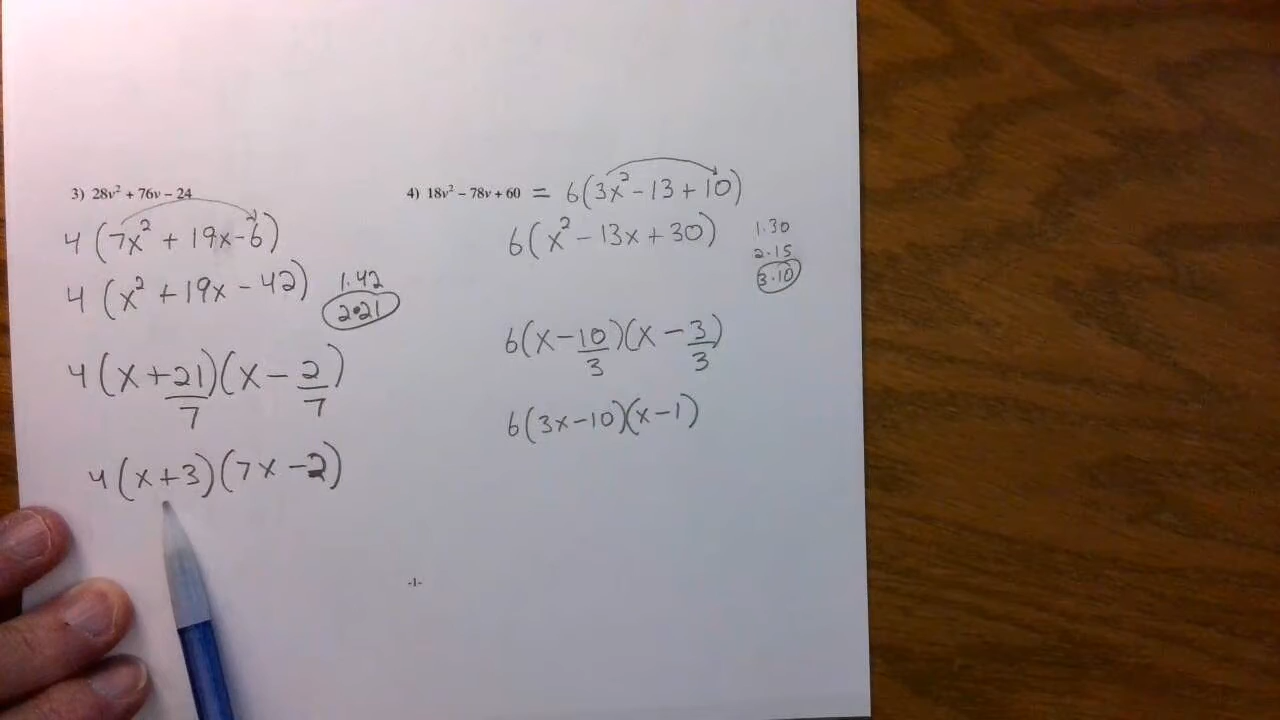 3) 28v² + 76v − 24
4(7x² + 19x − 6)
4(x² + 19x − 42)
1·42
2·21
4(x + 21/7)(x − 2/7)
4(x + 3)(7x − 2)
4) 18v² − 78v + 60 = 6(3x² − 13 + 10)
6(x² − 13x + 30)
1·30
2·15
3·10
6(x − 10/3)(x − 3/3)
6(3x − 10)(x − 1)
-1-